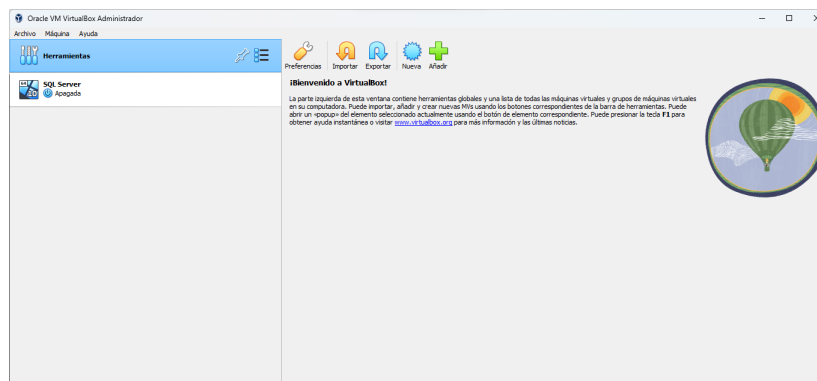 Oracle VM VirtualBox Administrador
Archivo Máquina Ayuda
Herramientas
Preferencias Importar Exportar Nueva Añadir
SQL Server
Apagada
¡Bienvenido a VirtualBox!
La parte izquierda de esta ventana contiene herramientas globales y una lista de todas las máquinas virtuales y grupos de máquinas virtuales
en su computadora. Puede importar, añadir y crear nuevas MVs usando los botones correspondientes de la barra de herramientas. Puede
abrir un «popup» del elemento seleccionado actualmente usando el botón de elemento correspondiente. Puede presionar la tecla F1 para
obtener ayuda instantánea o visitar www.virtualbox.org para más información y las últimas noticias.